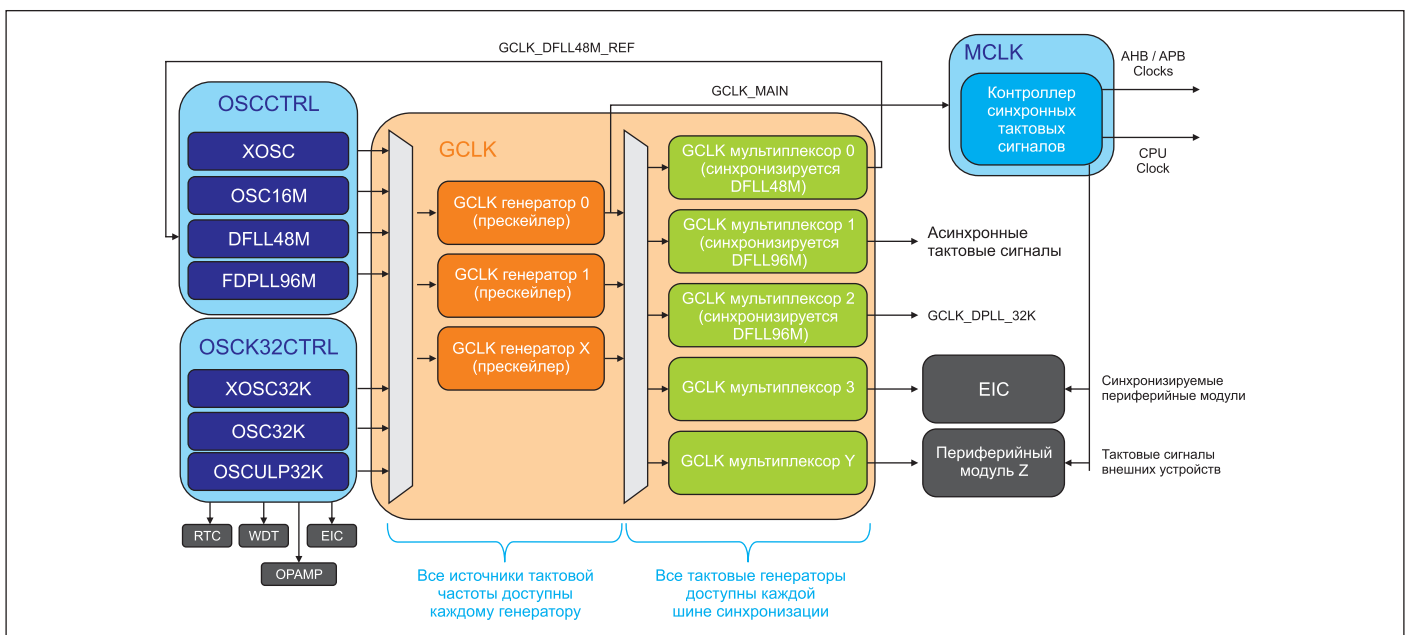 GCLK_DFLL48M_REF
MCLK
AHB / APB
Clocks
Контроллер
синхронных
тактовых
сигналов
CPU
Clock
GCLK_MAIN
OSCCTRL
XOSC
OSC16M
DFLL48M
FDPLL96M
OSCK32CTRL
XOSC32K
OSC32K
OSCULP32K
RTC
WDT
EIC
OPAMP
GCLK
GCLK генератор 0
(прескейлер)
GCLK генератор 1
(прескейлер)
GCLK генератор X
(прескейлер)
GCLK мультиплексор 0
(синхронизируется
DFLL48M)
GCLK мультиплексор 1
(синхронизируется
DFLL96M)
GCLK мультиплексор 2
(синхронизируется
DFLL96M)
GCLK мультиплексор 3
GCLK мультиплексор Y
Асинхронные
тактовые сигналы
GCLK_DPLL_32K
EIC
Периферийный
модуль Z
Синхронизируемые
периферийные модули
Тактовые сигналы
внешних устройств
Все источники тактовой
частоты доступны
каждому генератору
Все тактовые генераторы
доступны каждой
шине синхронизации